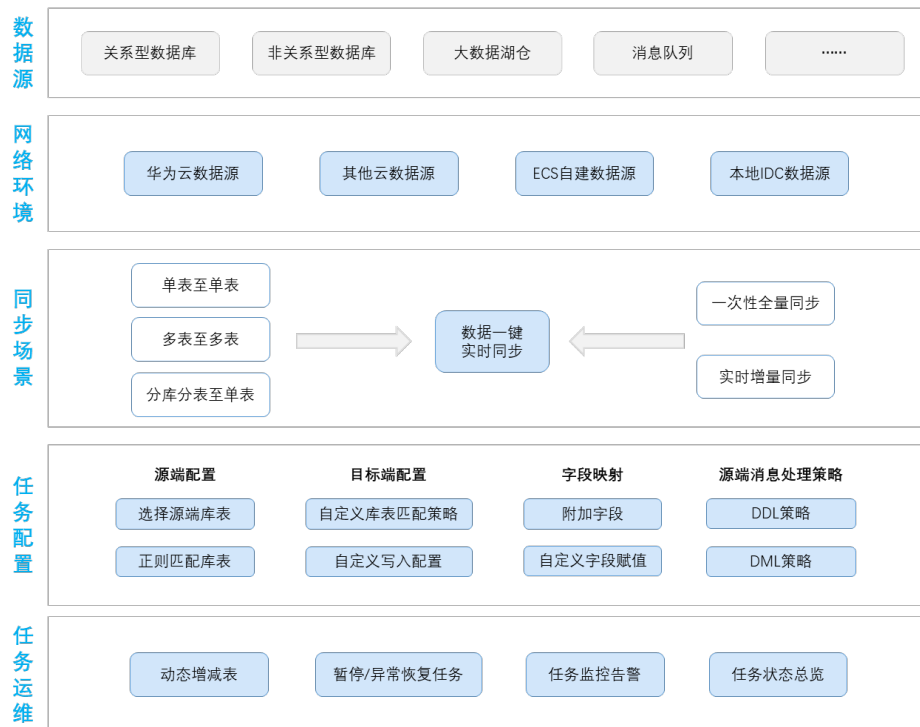 数据源
关系型数据库
非关系型数据库
大数据湖仓
消息队列
……
网络环境
华为云数据源
其他云数据源
ECS自建数据源
本地IDC数据源
同步场景
单表至单表
多表至多表
分库分表至单表
数据一键
实时同步
一次性全量同步
实时增量同步
任务配置
源端配置
选择源端库表
正则匹配库表
目标端配置
自定义库表匹配策略
自定义写入配置
字段映射
附加字段
自定义字段赋值
源端消息处理策略
DDL策略
DML策略
任务运维
动态增减表
暂停/异常恢复任务
任务监控告警
任务状态总览